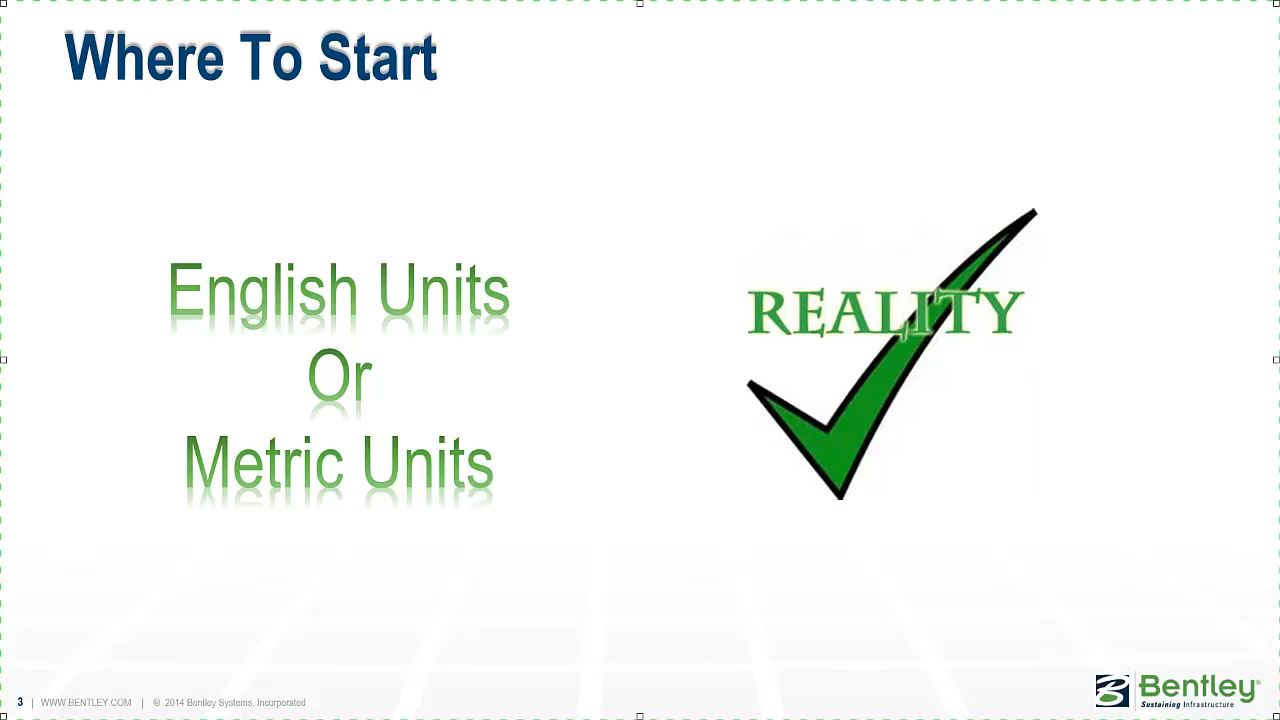 Where To Start
English Units
Or
Metric Units
REALITY
3 | WWW.BENTLEY.COM | © 2014 Bentley Systems, Incorporated
Bentley®
Sustaining Infrastructure